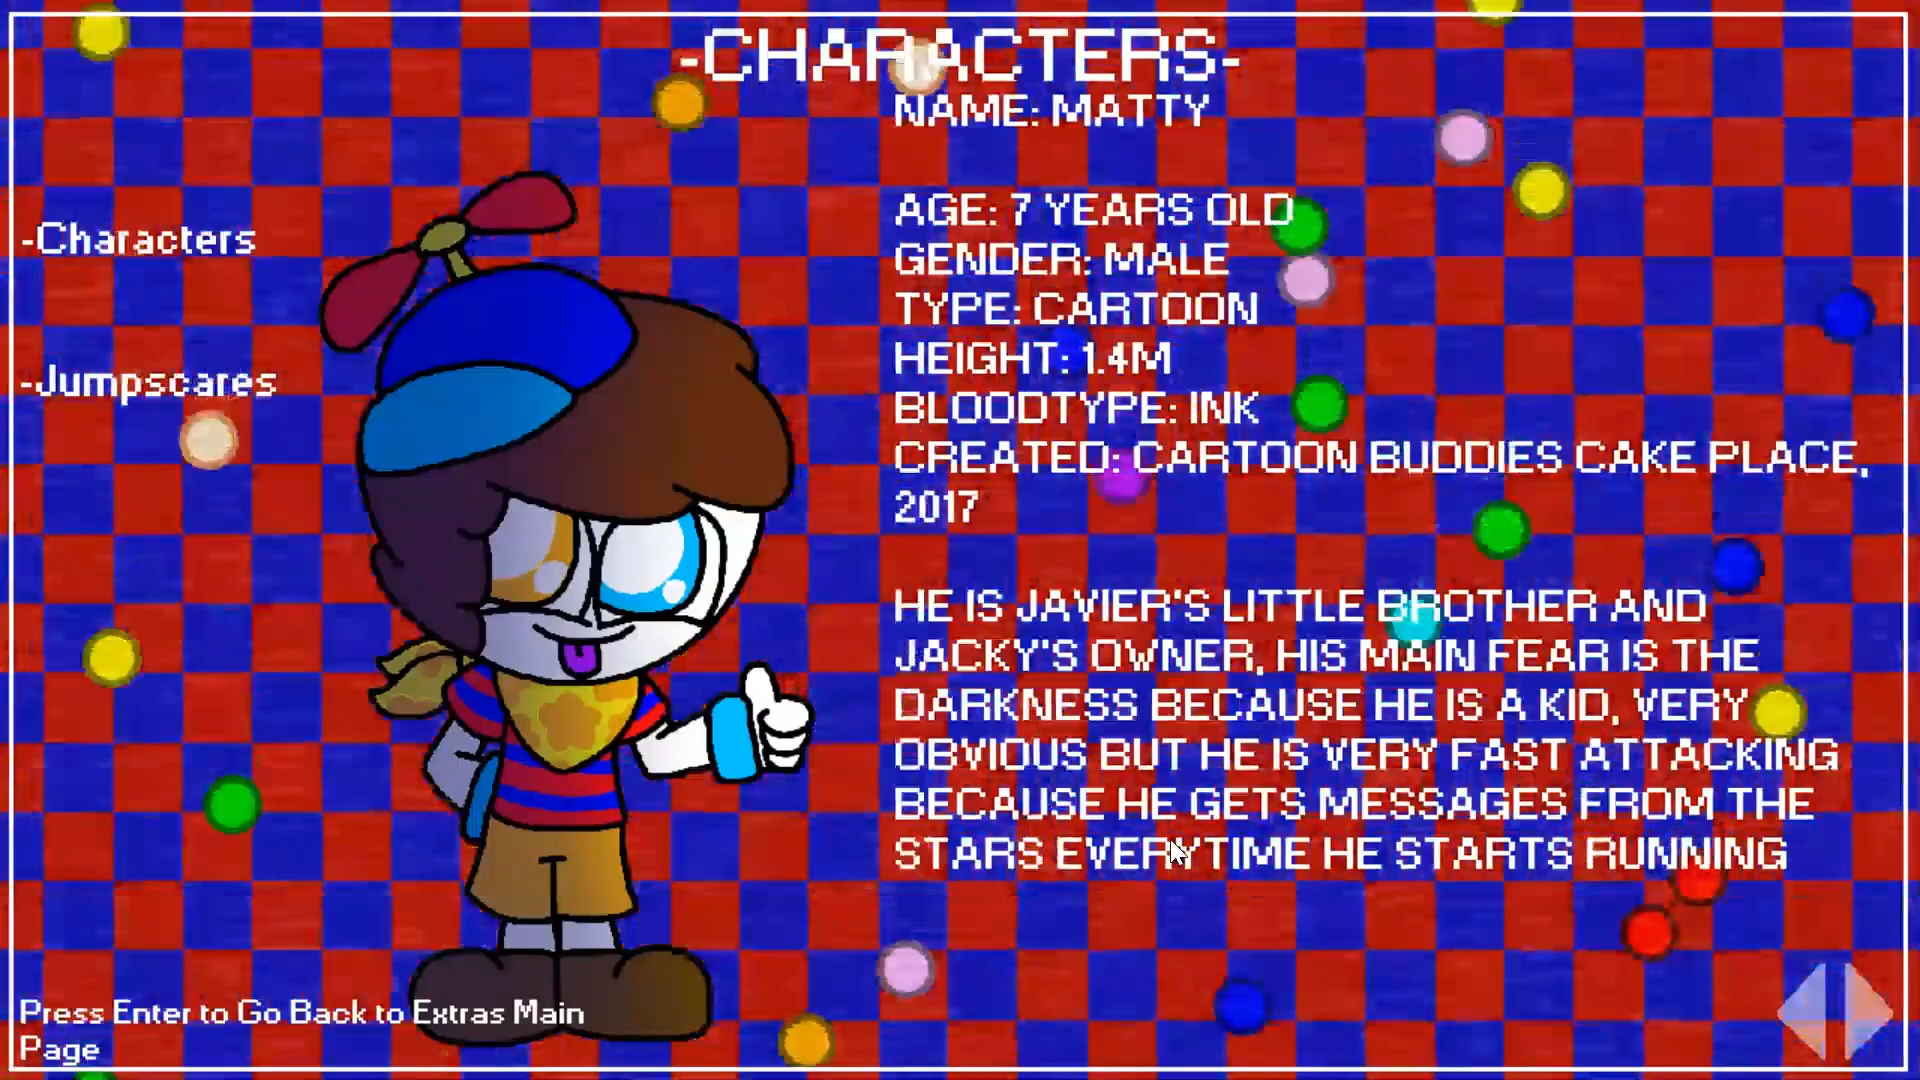 -CHARACTERS-
NAME: MATTY
AGE: 7 YEARS OLD
GENDER: MALE
TYPE: CARTOON
HEIGHT: 1.4M
BLOODTYPE: INK
CREATED: CARTOON BUDDIES CAKE PLACE,
2017
HE IS JAVIER'S LITTLE BROTHER AND
JACKY'S OWNER, HIS MAIN FEAR IS THE
DARKNESS BECAUSE HE IS A KID, VERY
OBVIOUS BUT HE IS VERY FAST ATTACKING
BECAUSE HE GETS MESSAGES FROM THE
STARS EVERYTIME HE STARTS RUNNING
-Characters
-Jumpscares
Press Enter to Go Back to Extras Main
Page